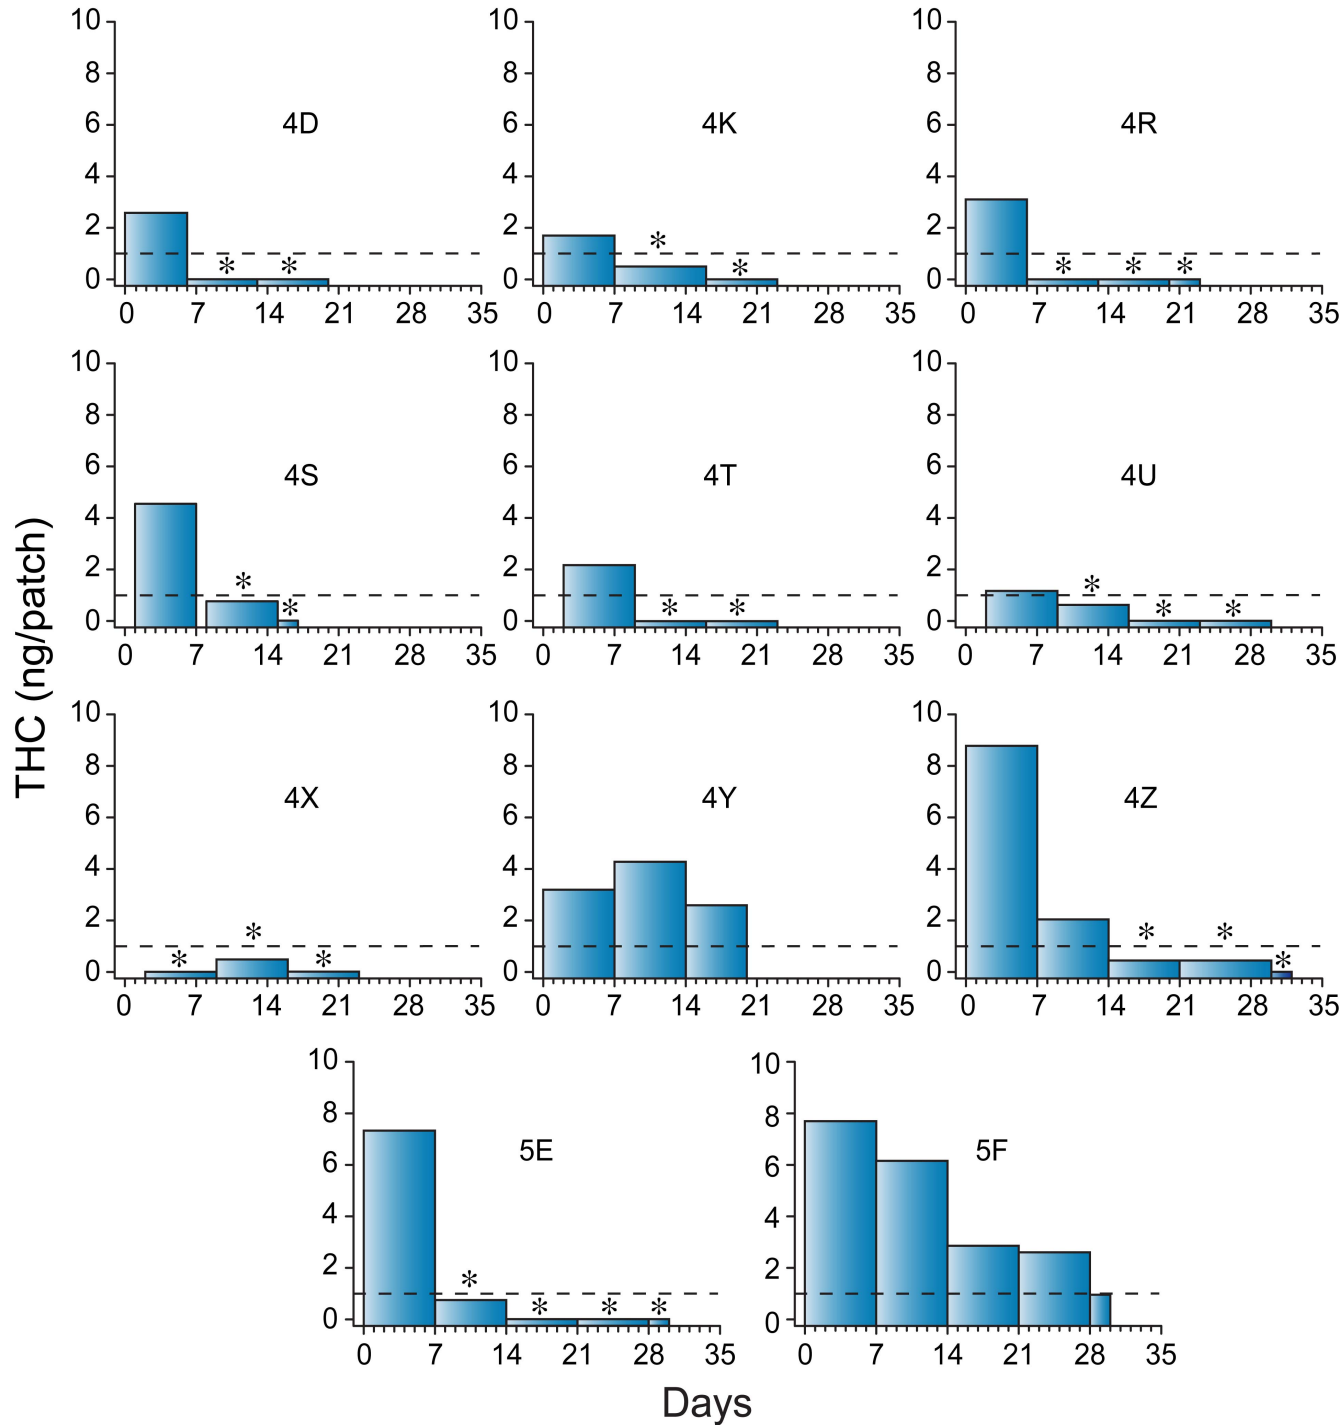 10 10 10
8 8 8
6 4D 6 4K 6 4R
4 4 4
2 2 2
* * * * * * *
0 0 0
0 7 14 21 28 35 0 7 14 21 28 35 0 7 14 21 28 35
10 10 10
8 8 8
6 4S 6 4T 6 4U
4 4 4
2 2 2
* * * * * * *
0 0 0
0 7 14 21 28 35 0 7 14 21 28 35 0 7 14 21 28 35
THC (ng/patch)
10 10 10
8 4X 8 4Y 8 4Z
6 6 6
4 4 4
2 2 2
* * * * * *
0 0 0
0 7 14 21 28 35 0 7 14 21 28 35 0 7 14 21 28 35
10 10
8 8
6 5E 6 5F
4 4
2 2
* * * *
0 0
0 7 14 21 28 35 0 7 14 21 28 35
Days